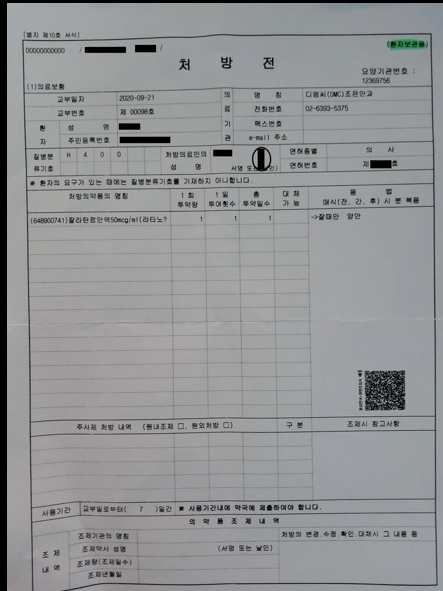 [별지 제10호 서식]
00000000000 / /
(환자보관용)
처 방 전
요양기관번호 :
12369756
(1)의료보험
교부일자 2020-09-21
교부번호 제 00098호
환 자
성 명
주민등록번호
의 료 기 관
명 칭 디엠씨(DMC)조은안과
전화번호 02-6393-5375
팩스번호
e-mail 주소
질병분류기호 H 4 0 0
처방의료인의 성 명
서명 또는 인)
면허종별 의 사
면허번호 제 호
※ 환자의 요구가 있는 때에는 질병분류기호를 기재하지 아니합니다.
처방의약품의 명칭
1 회 투약량
1 일 투여횟수
총 투약일수
대 체 가 능
용 법
매식(전, 간, 후) 시 분 복용
(648900741)잘라탄점안액50mcg/ml(라타노? 1 1 1
->잘때만 양안
주사제 처방 내역 (원내조제 □, 원외처방 □)
구 분
조제시 참고사항
사용기간 교부일로부터( 7 )일간 ※ 사용기간내에 약국에 제출하여야 합니다.
의 약 품 조 제 내 역
조 제 내 역
조제기관의 명칭
처방의 변경.수정.확인.대체시 그 내용 등
조제약사 성명 (서명 또는 날인)
조제량(조제일수)
조제년월일